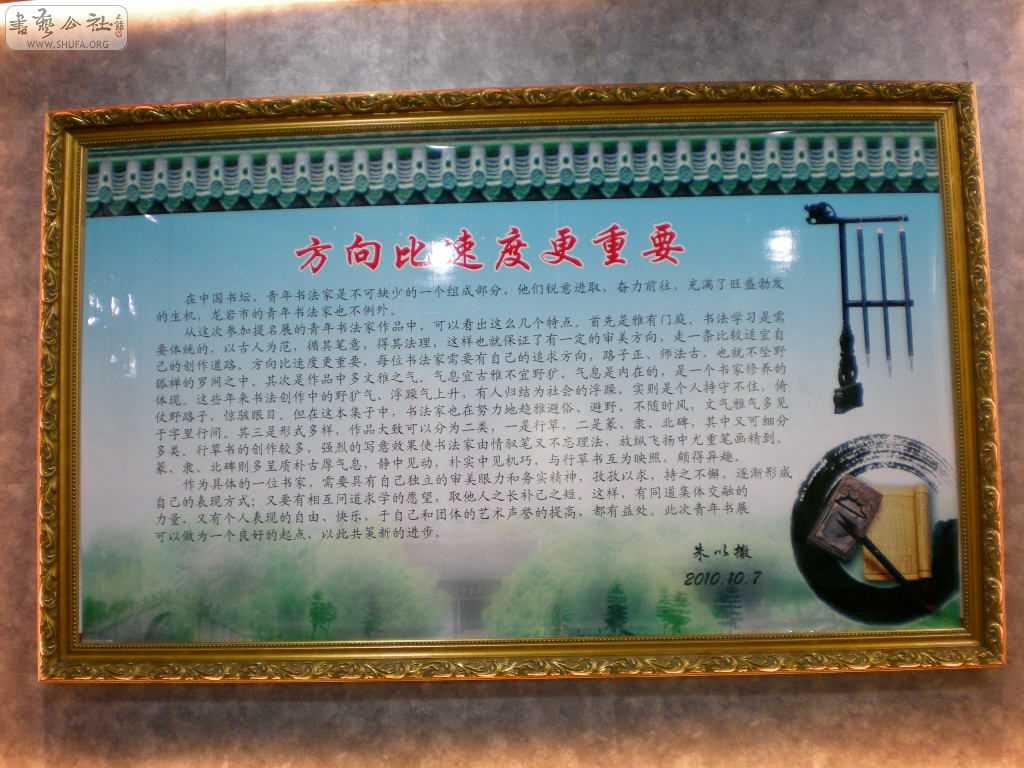 書藝公社
WWW.SHUFA.ORG
方向比速度更重要
在中国书坛，青年书法家是不可缺少的一个组成部分，他们锐意进取，奋力前往，充满了旺盛勃发
的生机，龙岩市的青年书法家也不例外。
从这次参加提名展的青年书法家作品中，可以看出这么几个特点。首先是雅有门庭。书法学习是需
要体统的，以古人为范，循其笔意，得其法理，这样也就保证了有一定的审美方向，走一条比较适宜自
己的创作道路。方向比速度更重要，每位书法家需要有自己的追求方向，路子正、师法古，也就不坠野
狐禅的罗网之中。其次是作品中多文雅之气。气息宜古雅不宜野犷，气息是内在的，是一个书家修养的
体现。这些年来书法创作中的野犷气、浮躁气上升，有人归结为社会的浮躁，实则是个人持守不住，倚
仗野路子，惊骇眼目。但在这本集子中，书法家也在努力地趋雅避俗、避野，不随时风，文气雅气多见
于字里行间。其三是形式多样，作品大致可以分为二类，一是行草，二是篆、隶、北碑，其中又可细分
多类。行草书的创作较多，强烈的写意效果使书法家由情驭笔又不忘理法，放纵飞扬中尤重笔画精到。
篆、隶、北碑则多呈质朴古厚气息，静中见动，朴实中见机巧，与行草书互为映照，颇得异趣。
作为具体的一位书家，需要具有自己独立的审美眼力和务实精神，孜孜以求，持之不懈，逐渐形成
自己的表现方式；又要有相互问道求学的愿望，取他人之长补己之短。这样，有同道集体交融的
力量，又有个人表现的自由、快乐，于自己和团体的艺术声誉的提高，都有益处。此次青年书展
可以做为一个良好的起点，以此共策新的进步。
朱以撒
2010.10.7